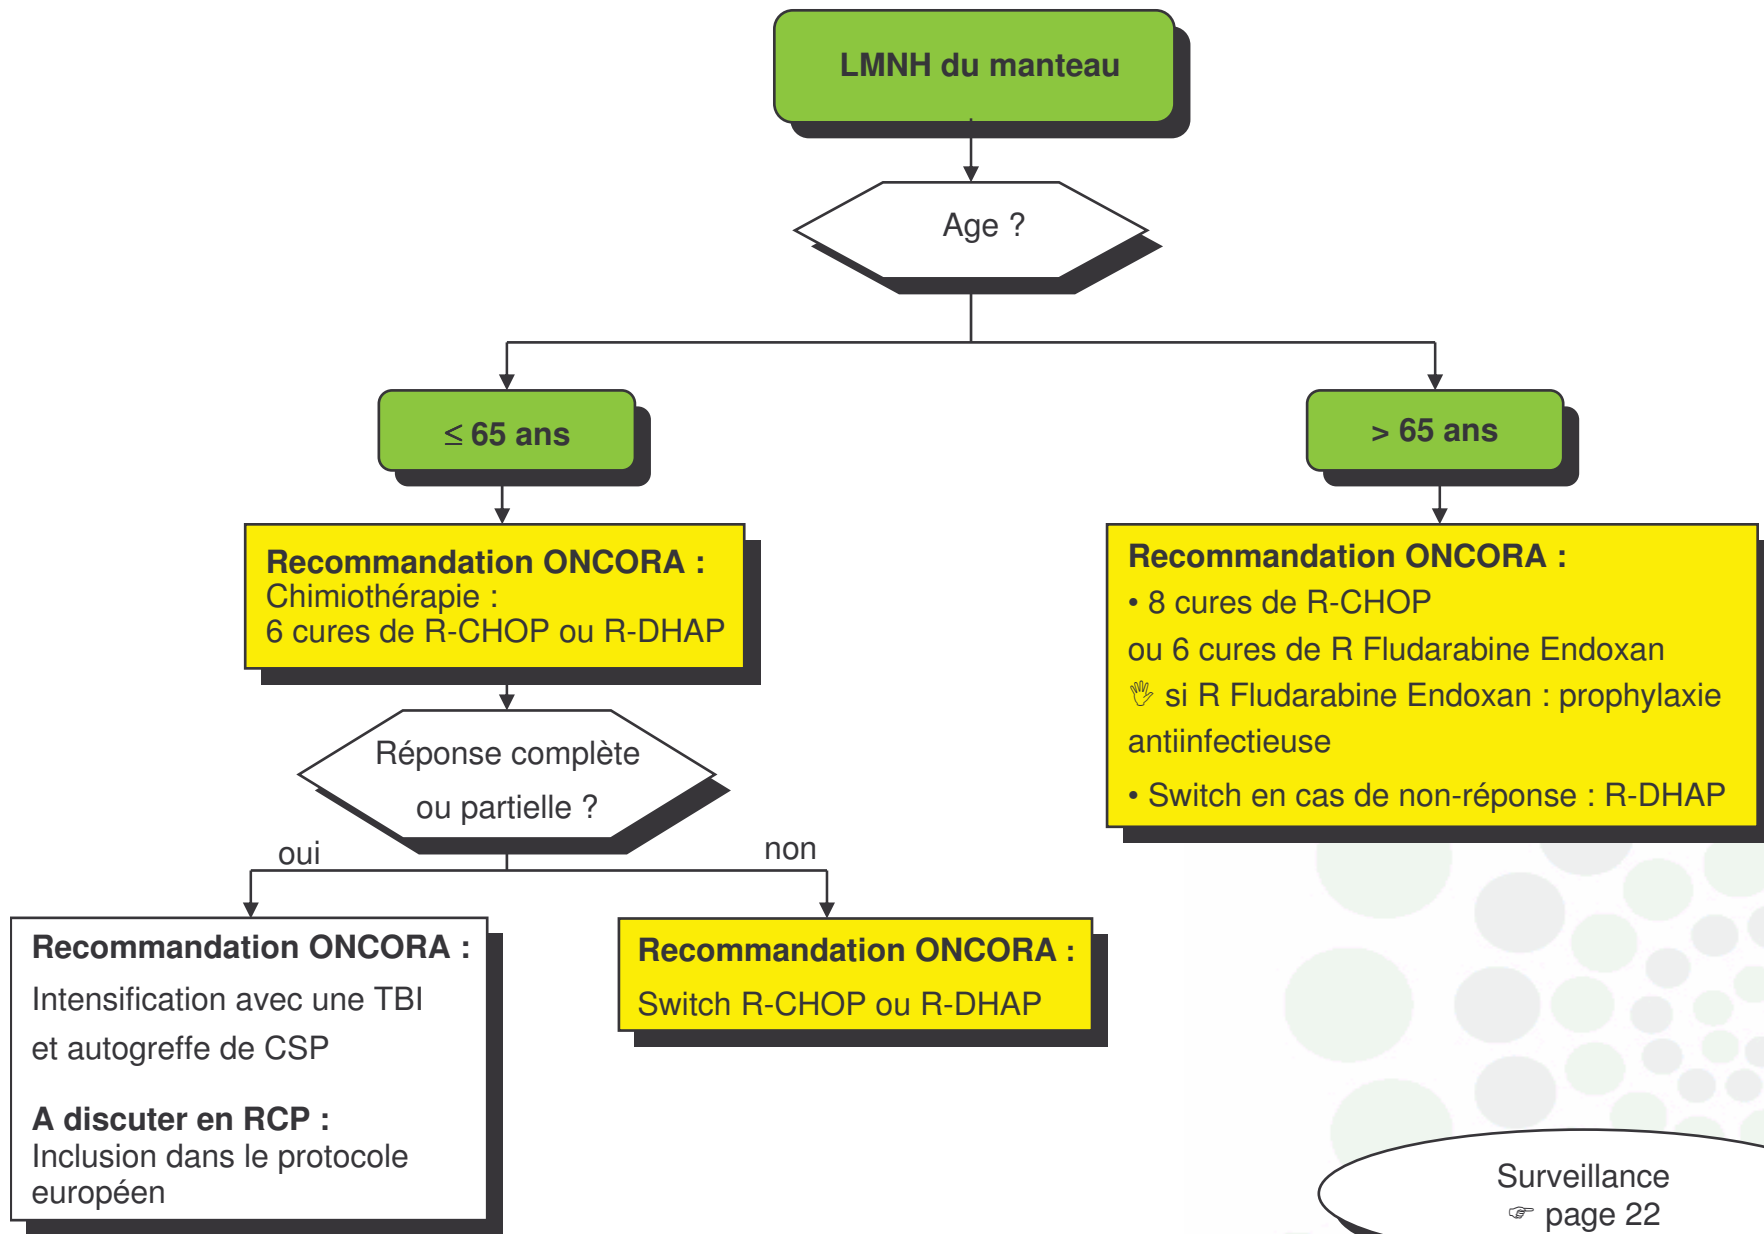 LMNH du manteau
Age ?
≤ 65 ans
> 65 ans
Recommandation ONCORA :
Chimiothérapie :
6 cures de R-CHOP ou R-DHAP
Recommandation ONCORA :
• 8 cures de R-CHOP
ou 6 cures de R Fludarabine Endoxan
🖐 si R Fludarabine Endoxan : prophylaxie
antiinfectieuse
• Switch en cas de non-réponse : R-DHAP
Réponse complète
ou partielle ?
oui
non
Recommandation ONCORA :
Intensification avec une TBI
et autogreffe de CSP
A discuter en RCP :
Inclusion dans le protocole
européen
Recommandation ONCORA :
Switch R-CHOP ou R-DHAP
Surveillance
☞ page 22